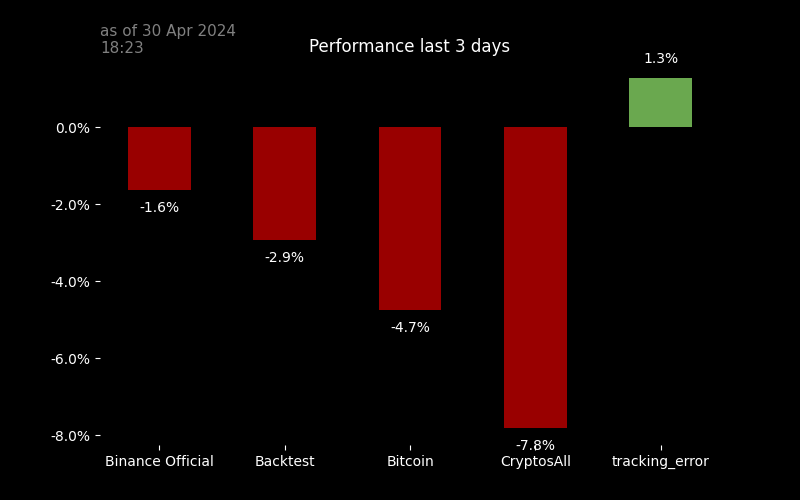 as of 30 Apr 2024
18:23
Performance last 3 days
1.3%
0.0%
-2.0%
-4.0%
-6.0%
-8.0%
-1.6%
-2.9%
-4.7%
-7.8%
Binance Official
Backtest
Bitcoin
CryptosAll
tracking_error